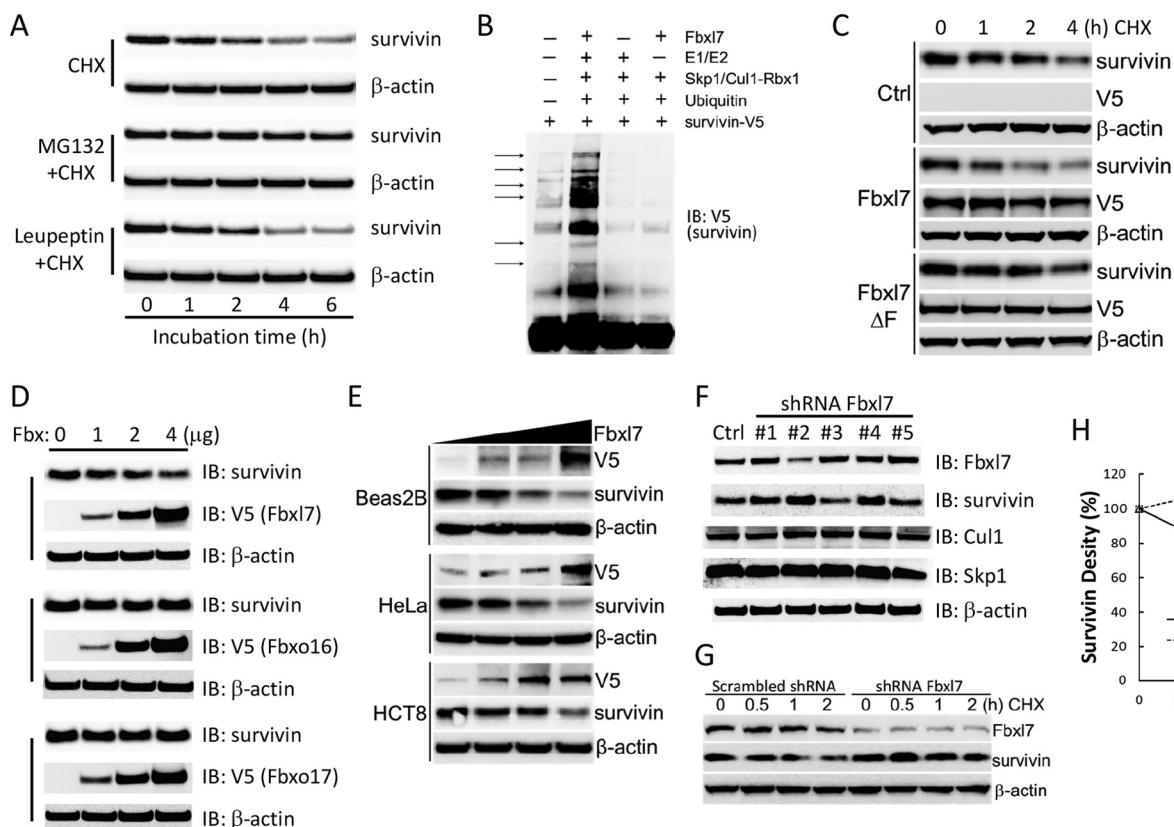 A
CHX
survivin
β-actin
MG132
+CHX
survivin
β-actin
Leupeptin
+CHX
survivin
β-actin
0 1 2 4 6
Incubation time (h)
B
– + – + Fbxl7
– + + – E1/E2
– + + + Skp1/Cul1-Rbx1
– + + + Ubiquitin
+ + + + survivin-V5
IB: V5
(survivin)
C
0 1 2 4 (h) CHX
Ctrl
survivin
V5
β-actin
Fbxl7
survivin
V5
β-actin
Fbxl7
ΔF
survivin
V5
β-actin
D
Fbx: 0 1 2 4 (μg)
IB: survivin
IB: V5 (Fbxl7)
IB: β-actin
IB: survivin
IB: V5 (Fbxo16)
IB: β-actin
IB: survivin
IB: V5 (Fbxo17)
IB: β-actin
E
Fbxl7
Beas2B
V5
survivin
β-actin
HeLa
V5
survivin
β-actin
HCT8
V5
survivin
β-actin
F
shRNA Fbxl7
Ctrl #1 #2 #3 #4 #5
IB: Fbxl7
IB: survivin
IB: Cul1
IB: Skp1
IB: β-actin
G
Scrambled shRNA shRNA Fbxl7
0 0.5 1 2 0 0.5 1 2 (h) CHX
Fbxl7
survivin
β-actin
H
Survivin Desity (%)
120
100
80
60
40
20
0
0